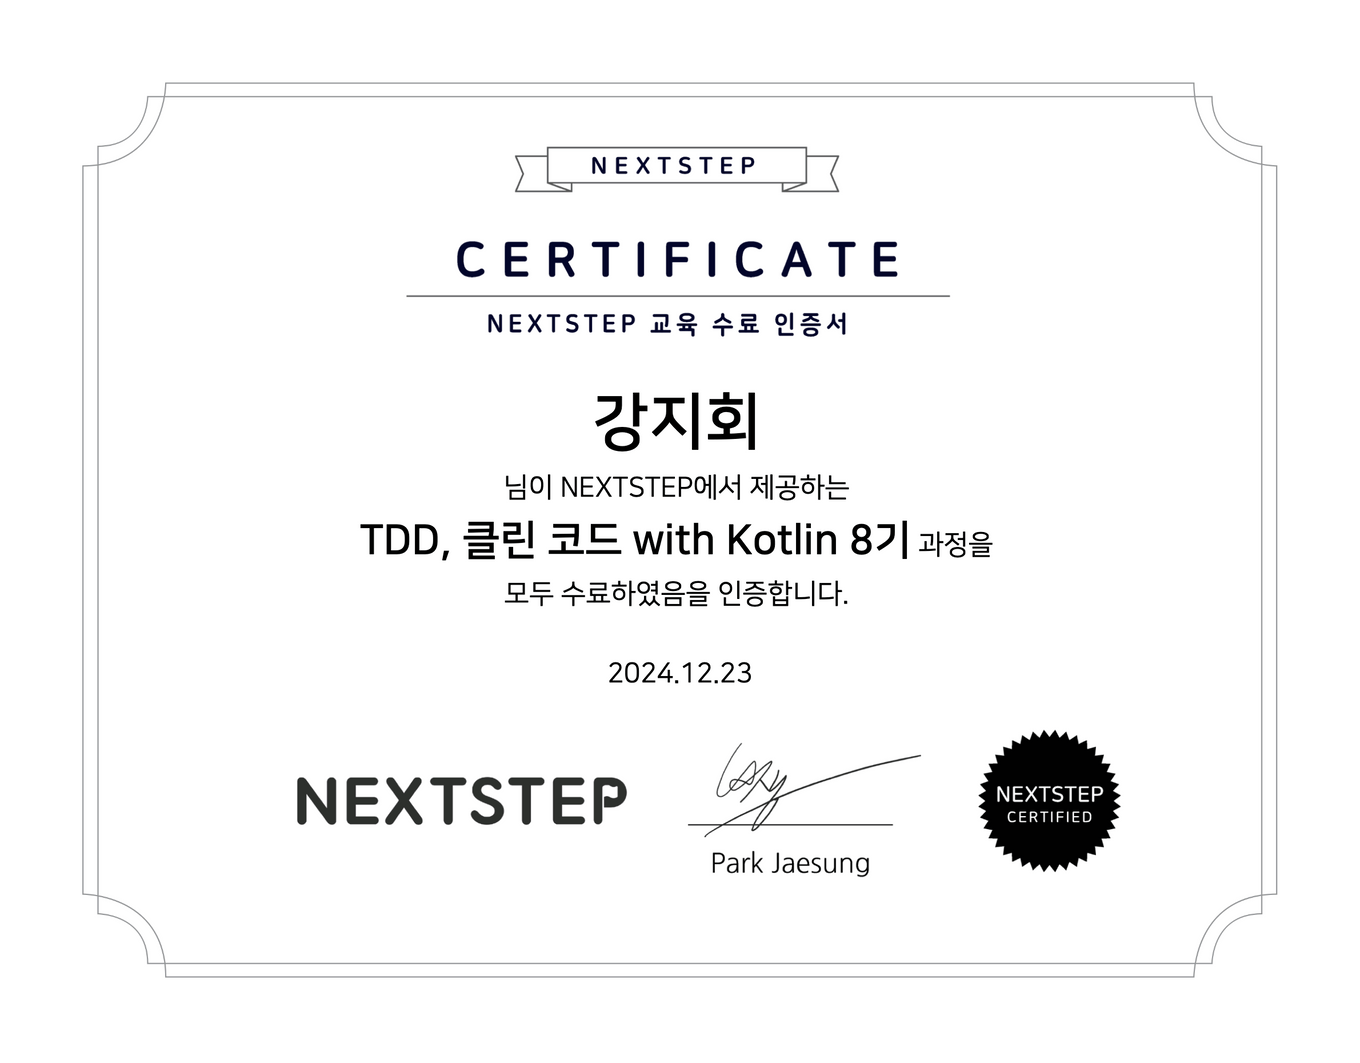 NEXTSTEP
CERTIFICATE
NEXTSTEP 교육 수료 인증서
강지회
님이 NEXTSTEP에서 제공하는
TDD, 클린 코드 with Kotlin 8기 과정을
모두 수료하였음을 인증합니다.
2024.12.23
NEXTSTEP
Park Jaesung
NEXTSTEP
CERTIFIED